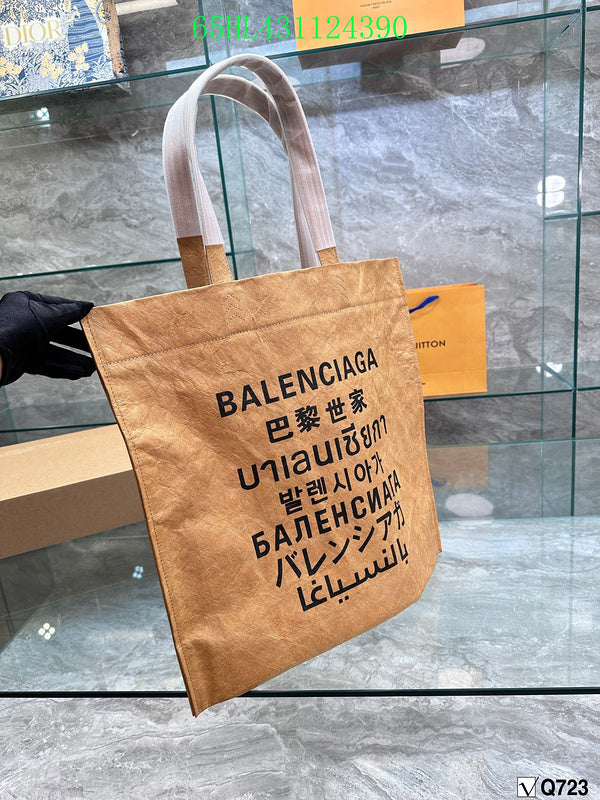 65HL431124390
DIOR
UITTON
BALENCIAGA
巴黎世家
บาเลนเซียกา
발렌시아가
БАЛЕНСИАГА
バレンシアガ
بالنسياغا
Q723